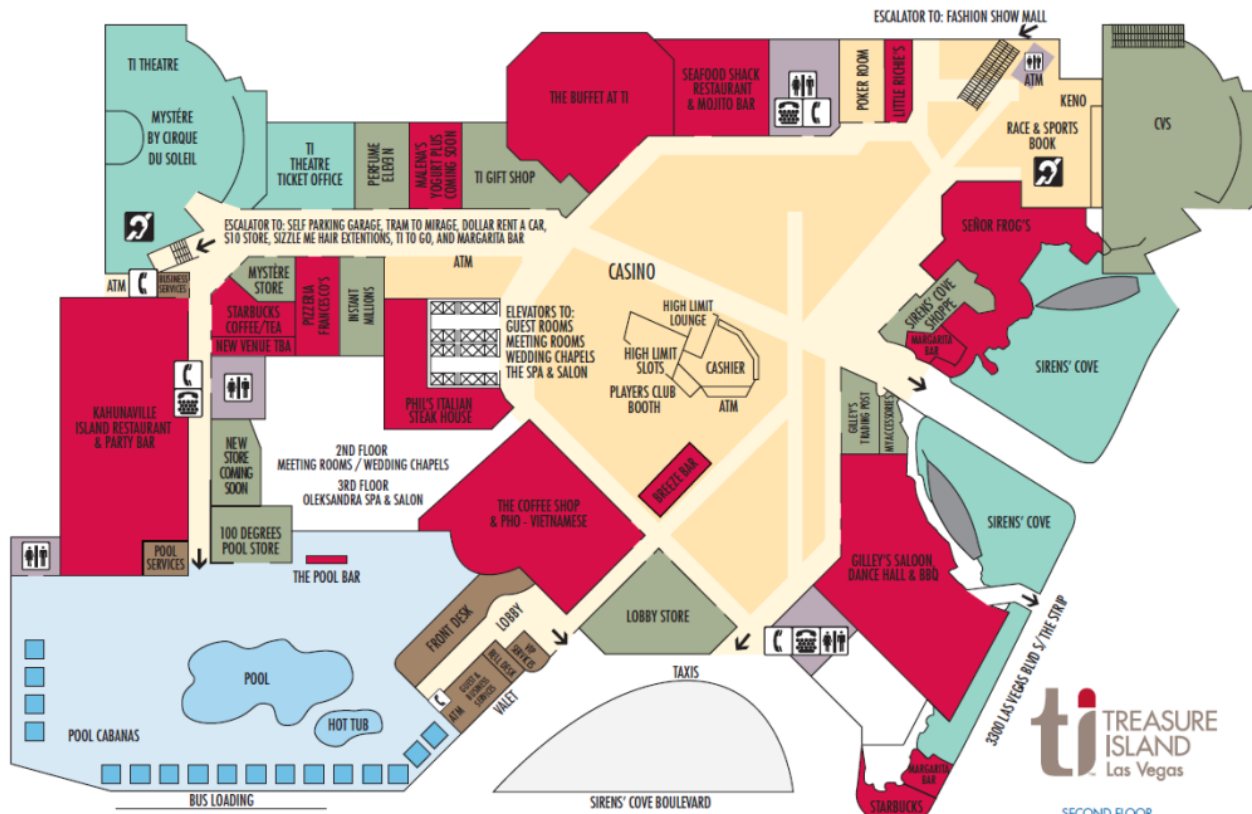 ESCALATOR TO: FASHION SHOW MALL
TI THEATRE
MYSTÉRE
BY CIRQUE
DU SOLEIL
TI
THEATRE
TICKET OFFICE
PERFUME
ELEVEN
MALENA'S
YOGURT PLUS
COMING SOON
TI GIFT SHOP
THE BUFFET AT TI
SEAFOOD SHACK
RESTAURANT
& MOJITO BAR
POKER ROOM
LITTLE RICHIE'S
ATM
KENO
RACE & SPORTS
BOOK
CVS
ESCALATOR TO: SELF PARKING GARAGE, TRAM TO MIRAGE, DOLLAR RENT A CAR,
$10 STORE, SIZZLE ME HAIR EXTENTIONS, TI TO GO, AND MARGARITA BAR
ATM
ATM
BUSINESS
SERVICES
MYSTÈRE
STORE
STARBUCKS
COFFEE/TEA
NEW VENUE TBA
PIZZERIA
FRANCESCO'S
INSTANT
MILLIONS
CASINO
ELEVATORS TO:
GUEST ROOMS
MEETING ROOMS
WEDDING CHAPELS
THE SPA & SALON
HIGH LIMIT
LOUNGE
HIGH LIMIT
SLOTS
CASHIER
PLAYERS CLUB
BOOTH
ATM
SEÑOR FROG'S
SIRENS' COVE
SHOPPE
MARGARITA
BAR
SIRENS' COVE
KAHUNAVILLE
ISLAND RESTAURANT
& PARTY BAR
PHIL'S ITALIAN
STEAK HOUSE
GILLEY'S
TRADING POST
MYACCESSORIES
NEW
STORE
COMING
SOON
2ND FLOOR
MEETING ROOMS / WEDDING CHAPELS
3RD FLOOR
OLEKSANDRA SPA & SALON
BREEZE BAR
THE COFFEE SHOP
& PHO - VIETNAMESE
SIRENS' COVE
100 DEGREES
POOL STORE
POOL
SERVICES
THE POOL BAR
GILLEY'S SALOON,
DANCE HALL & BBQ
FRONT DESK
LOBBY
LOBBY STORE
VIP
SERVICES
BELL DESK
GUEST &
BUSINESS
SERVICES
ATM
VALET
TAXIS
POOL
HOT TUB
POOL CABANAS
BUS LOADING
SIRENS' COVE BOULEVARD
3300 LAS VEGAS BLVD S/THE STRIP
MARGARITA
BAR
STARBUCKS
ti TREASURE
ISLAND
Las Vegas
SECOND FLOOR